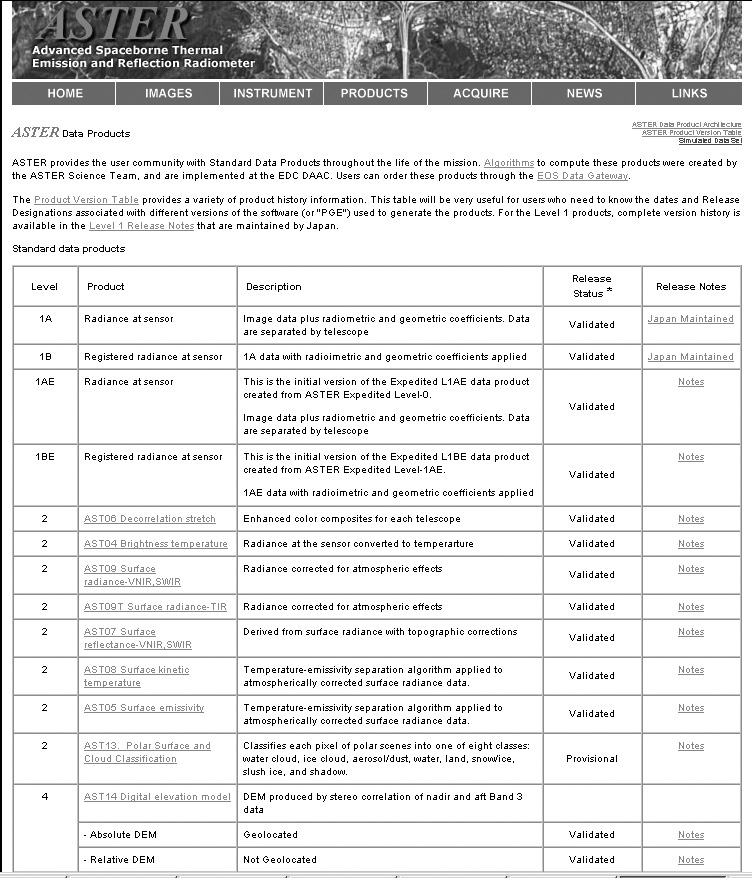 ASTER
Advanced Spaceborne Thermal
Emission and Reflection Radiometer
HOME IMAGES INSTRUMENT PRODUCTS ACQUIRE NEWS LINKS
ASTER Data Products
ASTER Data Product Architecture
ASTER Product Version Table
Simulated Data Set
ASTER provides the user community with Standard Data Products throughout the life of the mission. Algorithms to compute these products were created by
the ASTER Science Team, and are implemented at the EDC DAAC. Users can order these products through the EOS Data Gateway.
The Product Version Table provides a variety of product history information. This table will be very useful for users who need to know the dates and Release
Designations associated with different versions of the software (or "PGE") used to generate the products. For the Level 1 products, complete version history is
available in the Level 1 Release Notes that are maintained by Japan.
Standard data products
Level Product Description Release
Status * Release Notes
1A Radiance at sensor Image data plus radiometric and geometric coefficients. Data
are separated by telescope Validated Japan Maintained
1B Registered radiance at sensor 1A data with radioimetric and geometric coefficients applied Validated Japan Maintained
1AE Radiance at sensor This is the initial version of the Expedited L1AE data product
created from ASTER Expedited Level-0.
Image data plus radiometric and geometric coefficients. Data
are separated by telescope Validated Notes
1BE Registered radiance at sensor This is the initial version of the Expedited L1BE data product
created from ASTER Expedited Level-1AE.
1AE data with radioimetric and geometric coefficients applied Validated Notes
2 AST06 Decorrelation stretch Enhanced color composites for each telescope Validated Notes
2 AST04 Brightness temperature Radiance at the sensor converted to temperarture Validated Notes
2 AST09 Surface
radiance-VNIR,SWIR Radiance corrected for atmospheric effects Validated Notes
2 AST09T Surface radiance-TIR Radiance corrected for atmospheric effects Validated Notes
2 AST07 Surface
reflectance-VNIR,SWIR Derived from surface radiance with topographic corrections Validated Notes
2 AST08 Surface kinetic
temperature Temperature-emissivity separation algorithm applied to
atmospherically corrected surface radiance data. Validated Notes
2 AST05 Surface emissivity Temperature-emissivity separation algorithm applied to
atmospherically corrected surface radiance data. Validated Notes
2 AST13. Polar Surface and
Cloud Classification Classifies each pixel of polar scenes into one of eight classes:
water cloud, ice cloud, aerosol/dust, water, land, snow/ice,
slush ice, and shadow. Provisional Notes
4 AST14 Digital elevation model DEM produced by stereo correlation of nadir and aft Band 3
data
- Absolute DEM Geolocated Validated Notes
- Relative DEM Not Geolocated Validated Notes